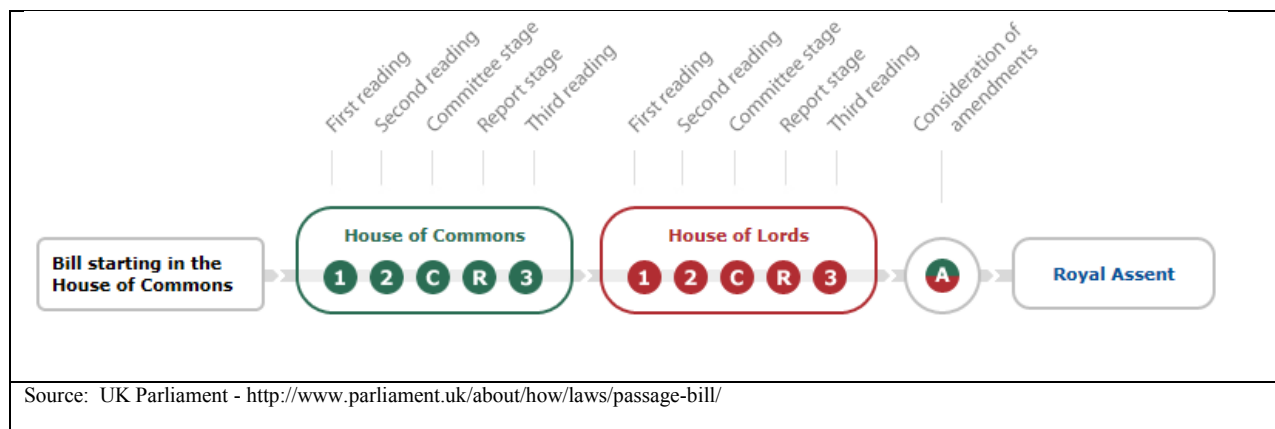 First reading
Second reading
Committee stage
Report stage
Third reading
First reading
Second reading
Committee stage
Report stage
Third reading
Consideration of
amendments
Bill starting in the
House of Commons
House of Commons
1 2 C R 3
House of Lords
1 2 C R 3
A
Royal Assent
Source: UK Parliament - http://www.parliament.uk/about/how/laws/passage-bill/